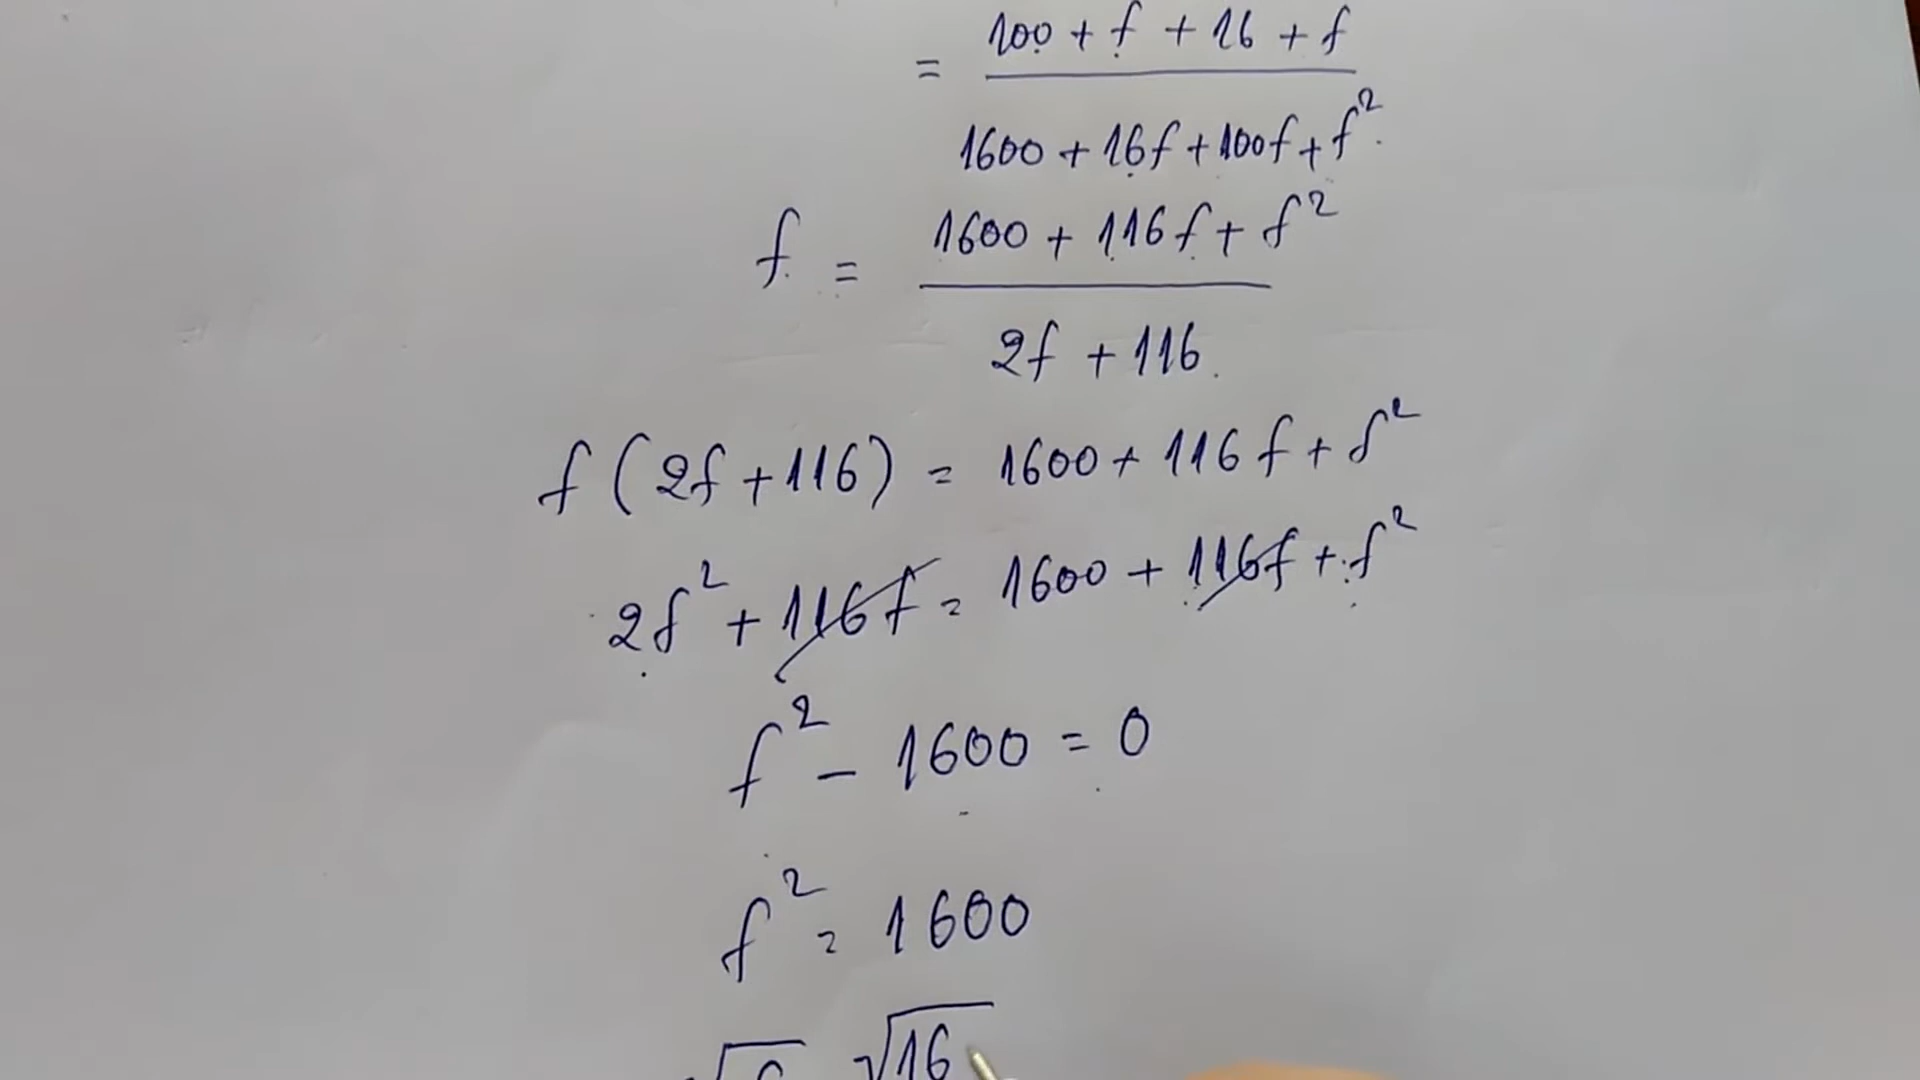 100 + f + 16 + f
=
1600 + 16f + 100f + f²
f = 1600 + 116f + f²
2f + 116
f (2f + 116) = 1600 + 116f + f²
2f² + 116f = 1600 + 116f + f²
f² - 1600 = 0
f² = 1600
√ √16